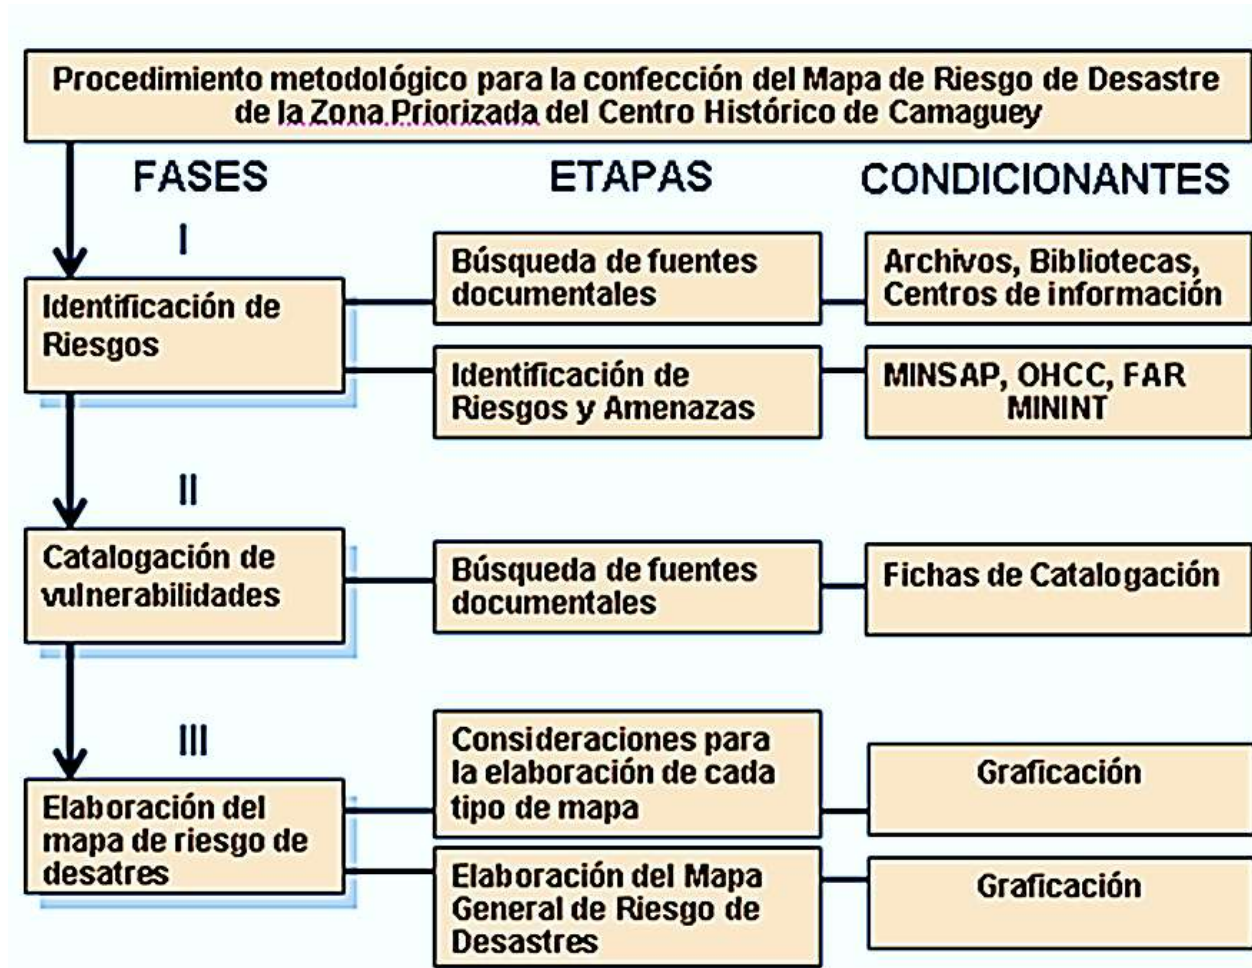 Procedimiento metodológico para la confección del Mapa de Riesgo de Desastre
de la Zona Priorizada del Centro Histórico de Camaguey
FASES
ETAPAS
CONDICIONANTES
I
Identificación de
Riesgos
Búsqueda de fuentes
documentales
Archivos, Bibliotecas,
Centros de información
Identificación de
Riesgos y Amenazas
MINSAP, OHCC, FAR
MININT
II
Catalogación de
vulnerabilidades
Búsqueda de fuentes
documentales
Fichas de Catalogación
III
Elaboración del
mapa de riesgo de
desatres
Consideraciones para
la elaboración de cada
tipo de mapa
Graficación
Elaboración del Mapa
General de Riesgo de
Desastres
Graficación